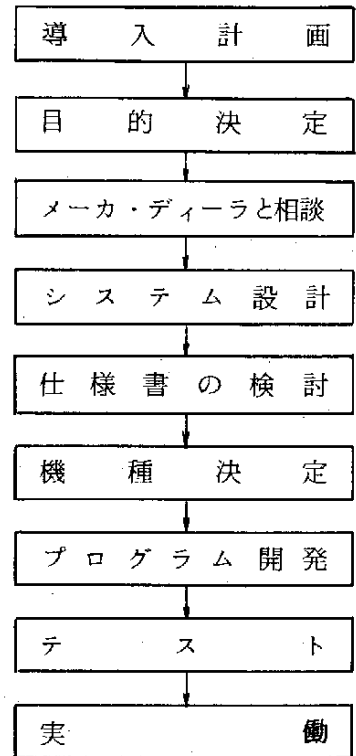 導入計画
目的決定
メーカ・ディーラと相談
システム設計
仕様書の検討
機種決定
プログラム開発
テスト
実働